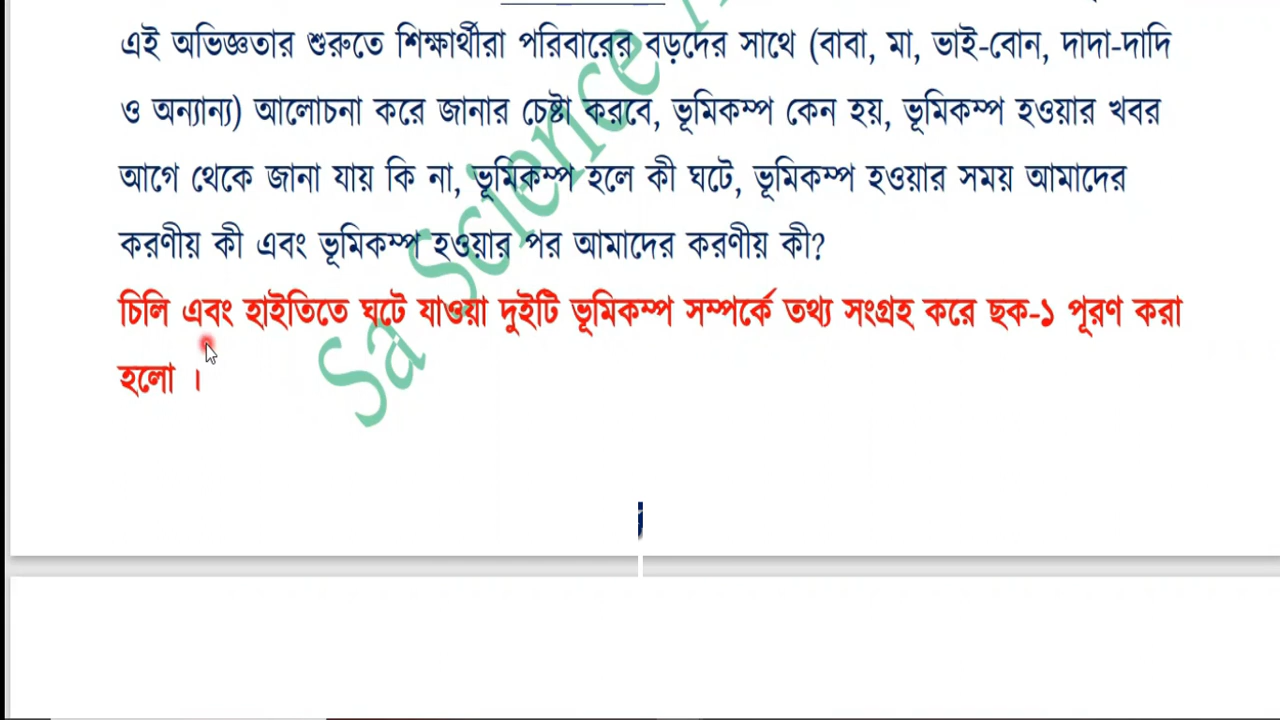 এই অভিজ্ঞতার শুরুতে শিক্ষার্থীরা পরিবারের বড়দের সাথে (বাবা, মা, ভাই-বোন, দাদা-দাদি
ও অন্যান্য) আলোচনা করে জানার চেষ্টা করবে, ভূমিকম্প কেন হয়, ভূমিকম্প হওয়ার খবর
আগে থেকে জানা যায় কি না, ভূমিকম্প হলে কী ঘটে, ভূমিকম্প হওয়ার সময় আমাদের
করণীয় কী এবং ভূমিকম্প হওয়ার পর আমাদের করণীয় কী?
চিলি এবং হাইতিতে ঘটে যাওয়া দুইটি ভূমিকম্প সম্পর্কে তথ্য সংগ্রহ করে ছক-১ পূরণ করা
হলো ।
Sa Science